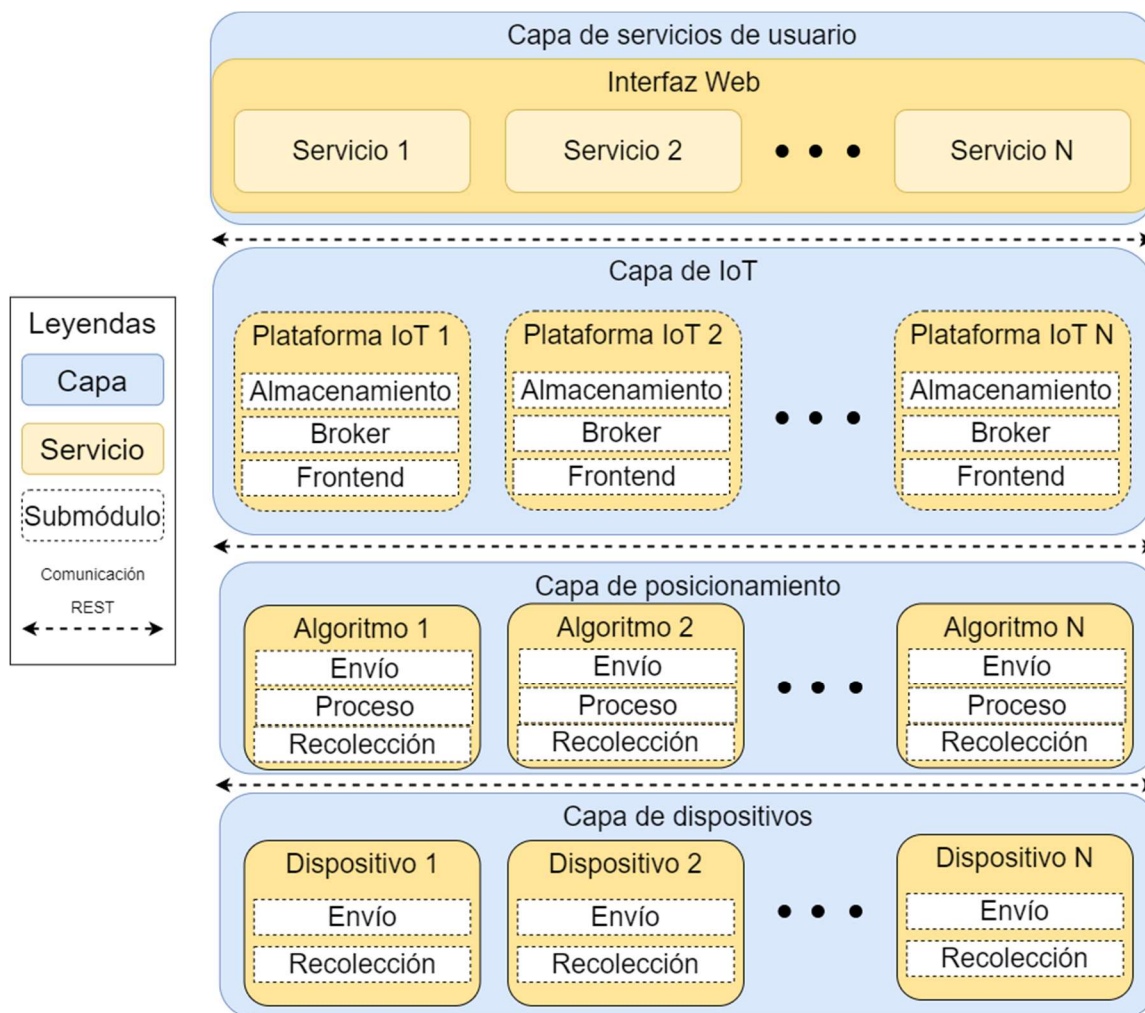 Capa de servicios de usuario
Interfaz Web
Servicio 1
Servicio 2
Servicio N
Capa de IoT
Plataforma IoT 1
Almacenamiento
Broker
Frontend
Plataforma IoT 2
Almacenamiento
Broker
Frontend
Plataforma IoT N
Almacenamiento
Broker
Frontend
Leyendas
Capa
Servicio
Submódulo
Comunicación
REST
Capa de posicionamiento
Algoritmo 1
Envío
Proceso
Recolección
Algoritmo 2
Envío
Proceso
Recolección
Algoritmo N
Envío
Proceso
Recolección
Capa de dispositivos
Dispositivo 1
Envío
Recolección
Dispositivo 2
Envío
Recolección
Dispositivo N
Envío
Recolección